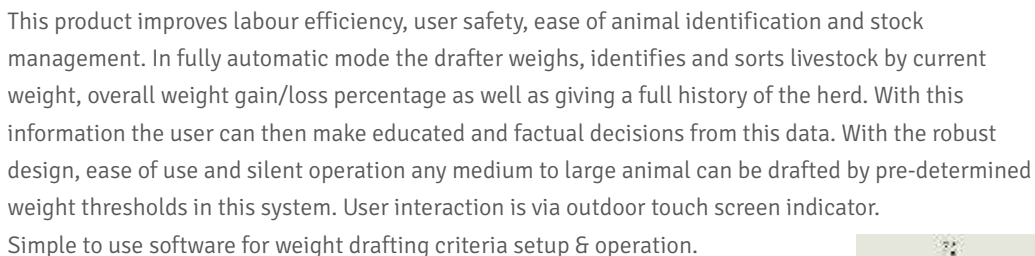 This product improves labour efficiency, user safety, ease of animal identification and stock
management. In fully automatic mode the drafter weighs, identifies and sorts livestock by current
weight, overall weight gain/loss percentage as well as giving a full history of the herd. With this
information the user can then make educated and factual decisions from this data. With the robust
design, ease of use and silent operation any medium to large animal can be drafted by pre-determined
weight thresholds in this system. User interaction is via outdoor touch screen indicator.
Simple to use software for weight drafting criteria setup & operation.